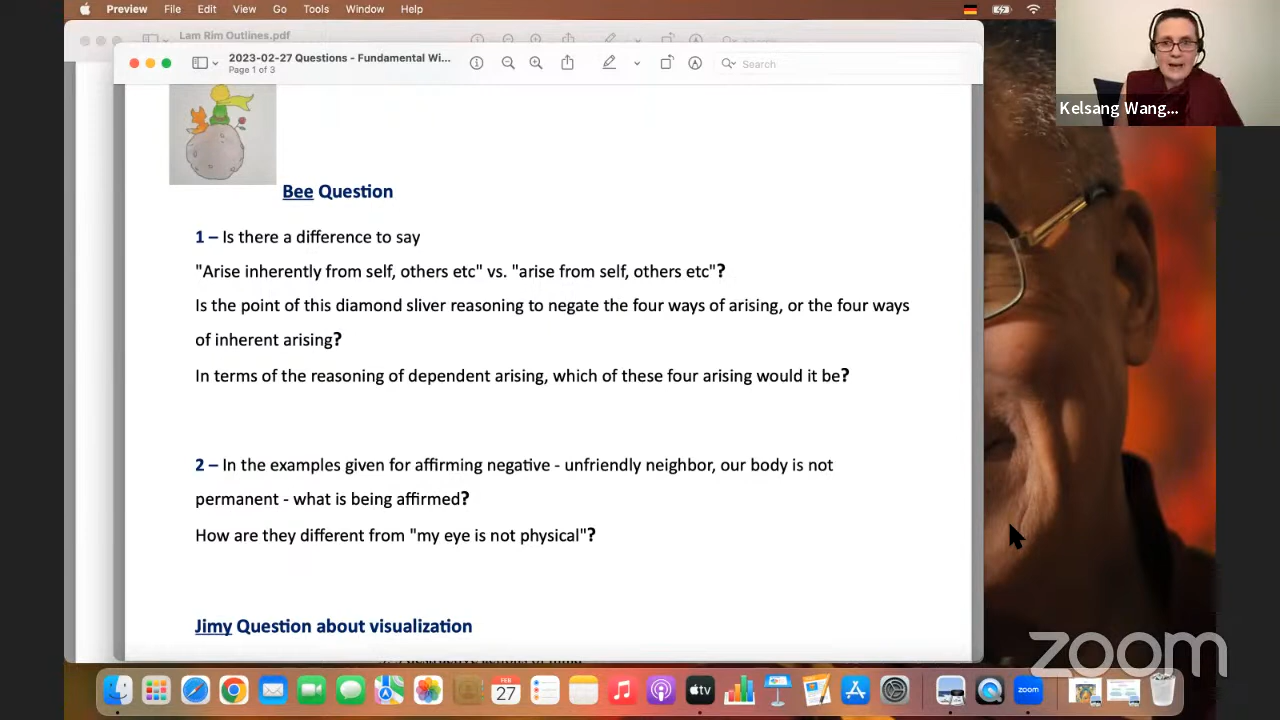 Preview File Edit View Go Tools Window Help
Lam Rim Outlines.pdf
2023-02-27 Questions - Fundamental Wi...
Page 1 of 3
Search
Kelsang Wang...
Bee Question
1 – Is there a difference to say
"Arise inherently from self, others etc" vs. "arise from self, others etc"?
Is the point of this diamond sliver reasoning to negate the four ways of arising, or the four ways
of inherent arising?
In terms of the reasoning of dependent arising, which of these four arising would it be?
2 – In the examples given for affirming negative - unfriendly neighbor, our body is not
permanent - what is being affirmed?
How are they different from "my eye is not physical"?
Jimy Question about visualization
zoom
FEB
27
tv
zoom